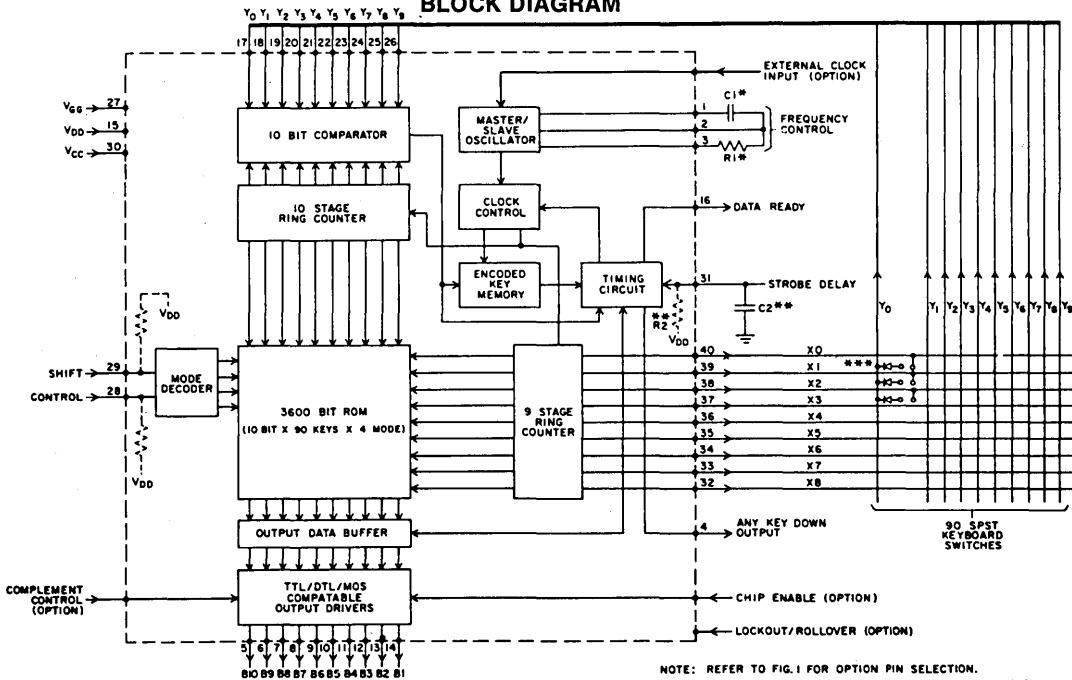 BLOCK DIAGRAM
Y0 Y1 Y2 Y3 Y4 Y5 Y6 Y7 Y8 Y9
17 18 19 20 21 22 23 24 25 26
VGG 27
VDD 15
VCC 30
10 BIT COMPARATOR
10 STAGE
RING COUNTER
MASTER/
SLAVE
OSCILLATOR
EXTERNAL CLOCK
INPUT (OPTION)
1
C1*
2
3
R1*
FREQUENCY
CONTROL
CLOCK
CONTROL
ENCODED
KEY
MEMORY
TIMING
CIRCUIT
16
DATA READY
31
STROBE DELAY
C2**
**
R2
VDD
VDD
SHIFT 29
CONTROL 28
MODE
DECODER
VDD
3600 BIT ROM
(10 BIT X 90 KEYS X 4 MODE)
9 STAGE
RING
COUNTER
40 X0
39 X1
38 X2
37 X3
36 X4
35 X5
34 X6
33 X7
32 X8
***
Y0 Y1 Y2 Y3 Y4 Y5 Y6 Y7 Y8 Y9
90 SPST
KEYBOARD
SWITCHES
OUTPUT DATA BUFFER
4
ANY KEY DOWN
OUTPUT
COMPLEMENT
CONTROL
(OPTION)
TTL/DTL/MOS
COMPATABLE
OUTPUT DRIVERS
CHIP ENABLE (OPTION)
LOCKOUT/ROLLOVER (OPTION)
5 6 7 8 9 10 11 12 13 14
B10 B9 B8 B7 B6 B5 B4 B3 B2 B1
NOTE: REFER TO FIG. 1 FOR OPTION PIN SELECTION.